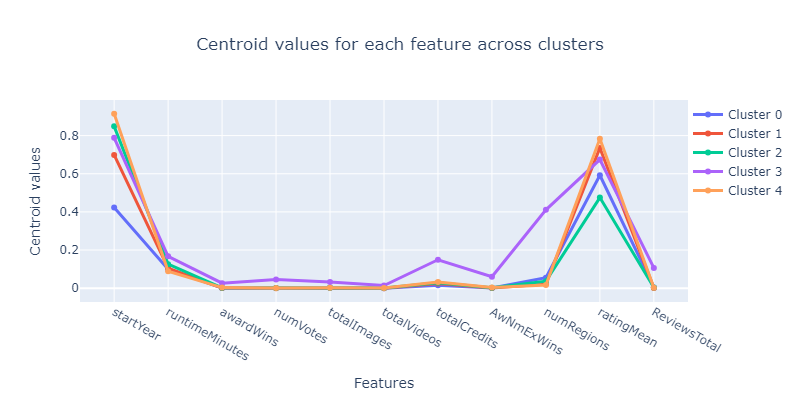 Centroid values for each feature across clusters
Centroid values
0.8
0.6
0.4
0.2
0
startYear
runtimeMinutes
awardWins
numVotes
totalImages
totalVideos
totalCredits
AwNmExWins
numRegions
ratingMean
ReviewsTotal
Features
Cluster 0
Cluster 1
Cluster 2
Cluster 3
Cluster 4